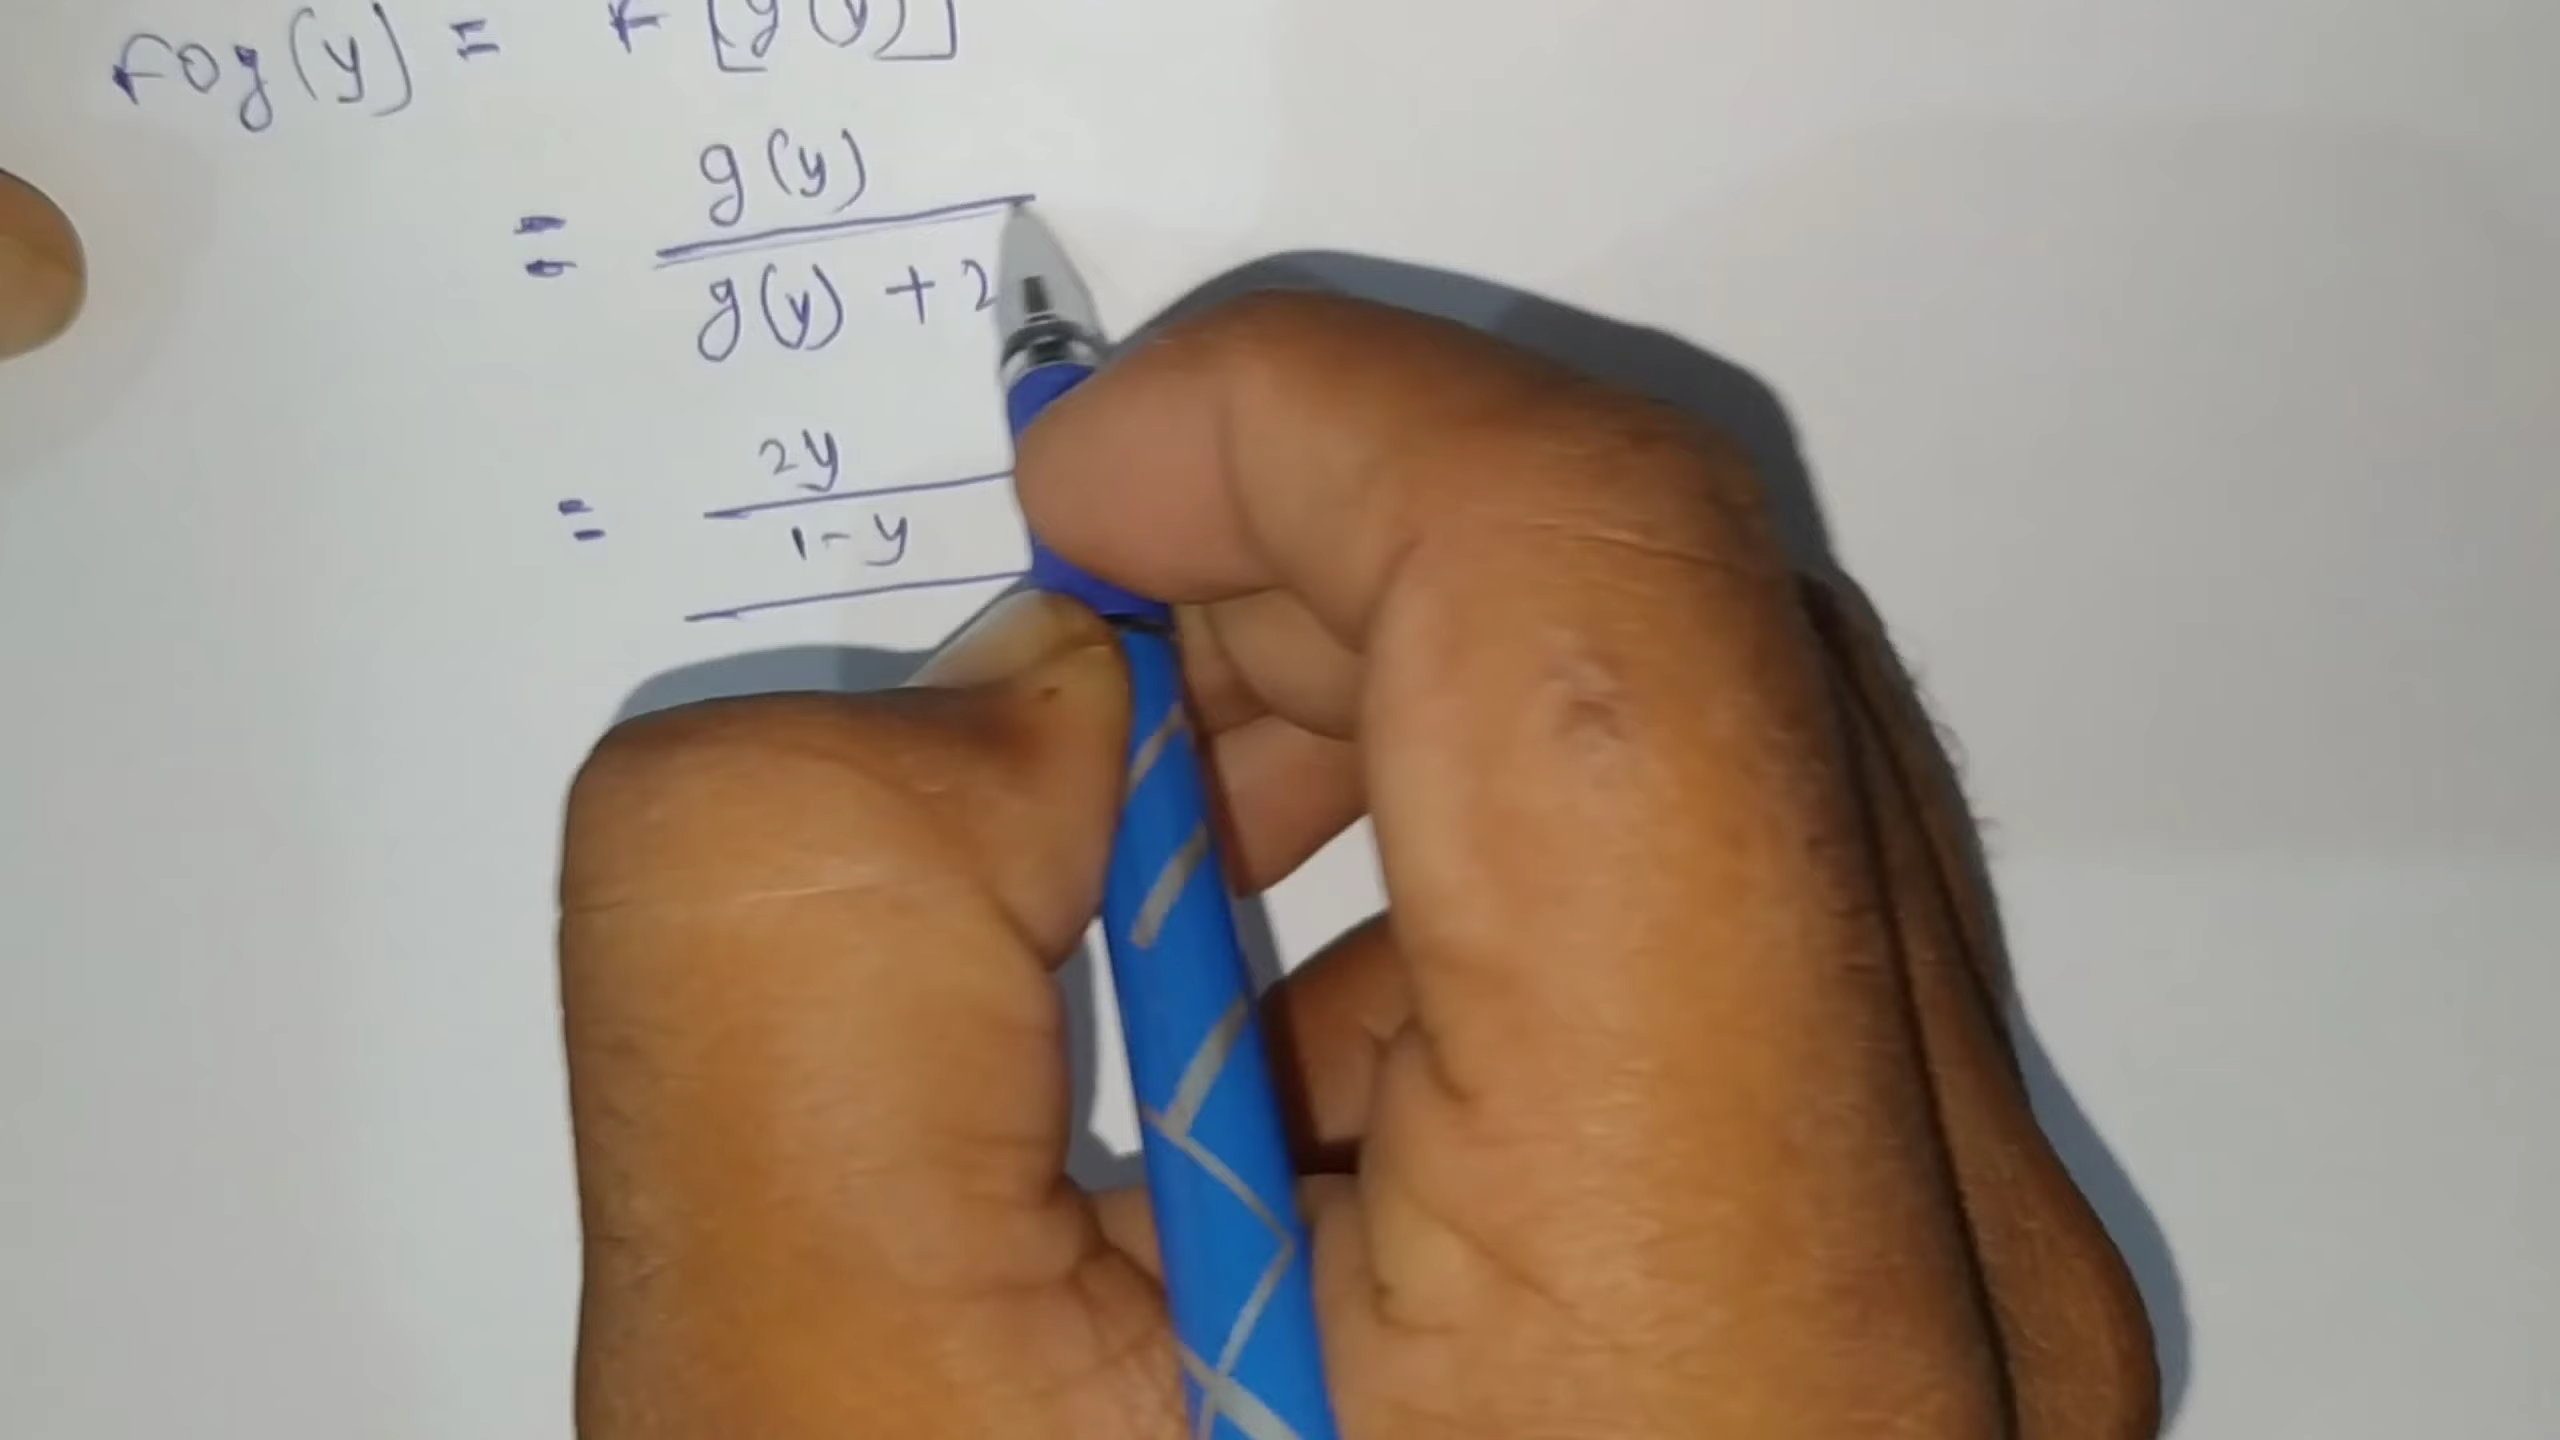 fog(y) = f[g(y)]
= g(y)
g(y) + 2
= 2y
1-y